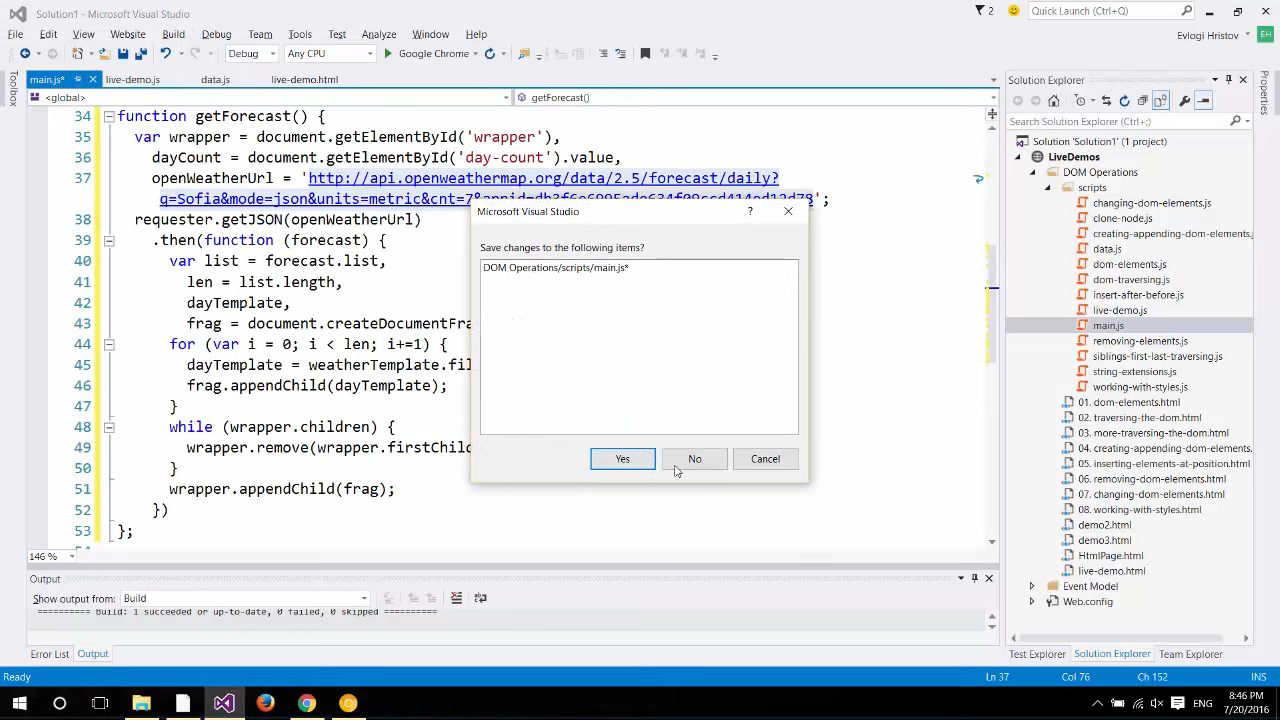 Solution1 - Microsoft Visual Studio
2
Quick Launch (Ctrl+Q)
File Edit View Website Build Debug Team Tools Test Analyze Window Help
Evlogi Hristov EH
Debug Any CPU Google Chrome
Toolbox
main.js* live-demo.js data.js live-demo.html
<global> getForecast()
34 function getForecast() {
35 var wrapper = document.getElementById('wrapper'),
36 dayCount = document.getElementById('day-count').value,
37 openWeatherUrl = 'http://api.openweathermap.org/data/2.5/forecast/daily?
q=Sofia&mode=json&units=metric&cnt=7
';
38 requester.getJSON(openWeatherUrl)
39 .then(function (forecast) {
40 var list = forecast.list,
41 len = list.length,
42 dayTemplate,
43 frag = document.createDocumentFra
44 for (var i = 0; i < len; i+=1) {
45 dayTemplate = weatherTemplate.fil
46 frag.appendChild(dayTemplate);
47 }
48 while (wrapper.children) {
49 wrapper.remove(wrapper.firstChild
50 }
51 wrapper.appendChild(frag);
52 })
53 };
146 %
Microsoft Visual Studio
?
Save changes to the following items?
DOM Operations/scripts/main.js*
Yes No Cancel
Output
Show output from: Build
========== Build: 1 succeeded or up-to-date, 0 failed, 0 skipped ==========
Error List Output
Solution Explorer
Search Solution Explorer (Ctrl+;)
Solution 'Solution1' (1 project)
LiveDemos
DOM Operations
scripts
changing-dom-elements.js
clone-node.js
creating-appending-dom-elements.
data.js
dom-elements.js
dom-traversing.js
insert-after-before.js
live-demo.js
main.js
removing-elements.js
siblings-first-last-traversing.js
string-extensions.js
working-with-styles.js
01. dom-elements.html
02. traversing-the-dom.html
03. more-traversing-the-dom.html
04. creating-appending-dom-elemen
05. inserting-elements-at-position.html
06. removing-dom-elements.html
07. changing-dom-elements.html
08. working-with-styles.html
demo2.html
demo3.html
HtmlPage.html
live-demo.html
Event Model
Web.config
Test Explorer Solution Explorer Team Explorer
Properties
Ready Ln 37 Col 76 Ch 152 INS
ENG
8:46 PM
7/20/2016